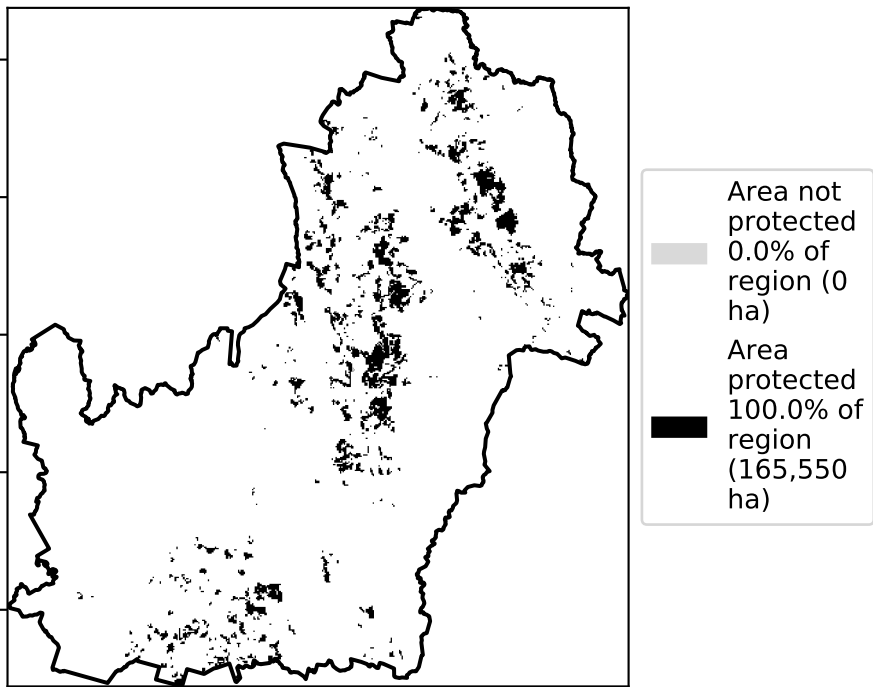 Area not
protected
0.0% of
region (0
ha)
Area
protected
100.0% of
region
(165,550
ha)